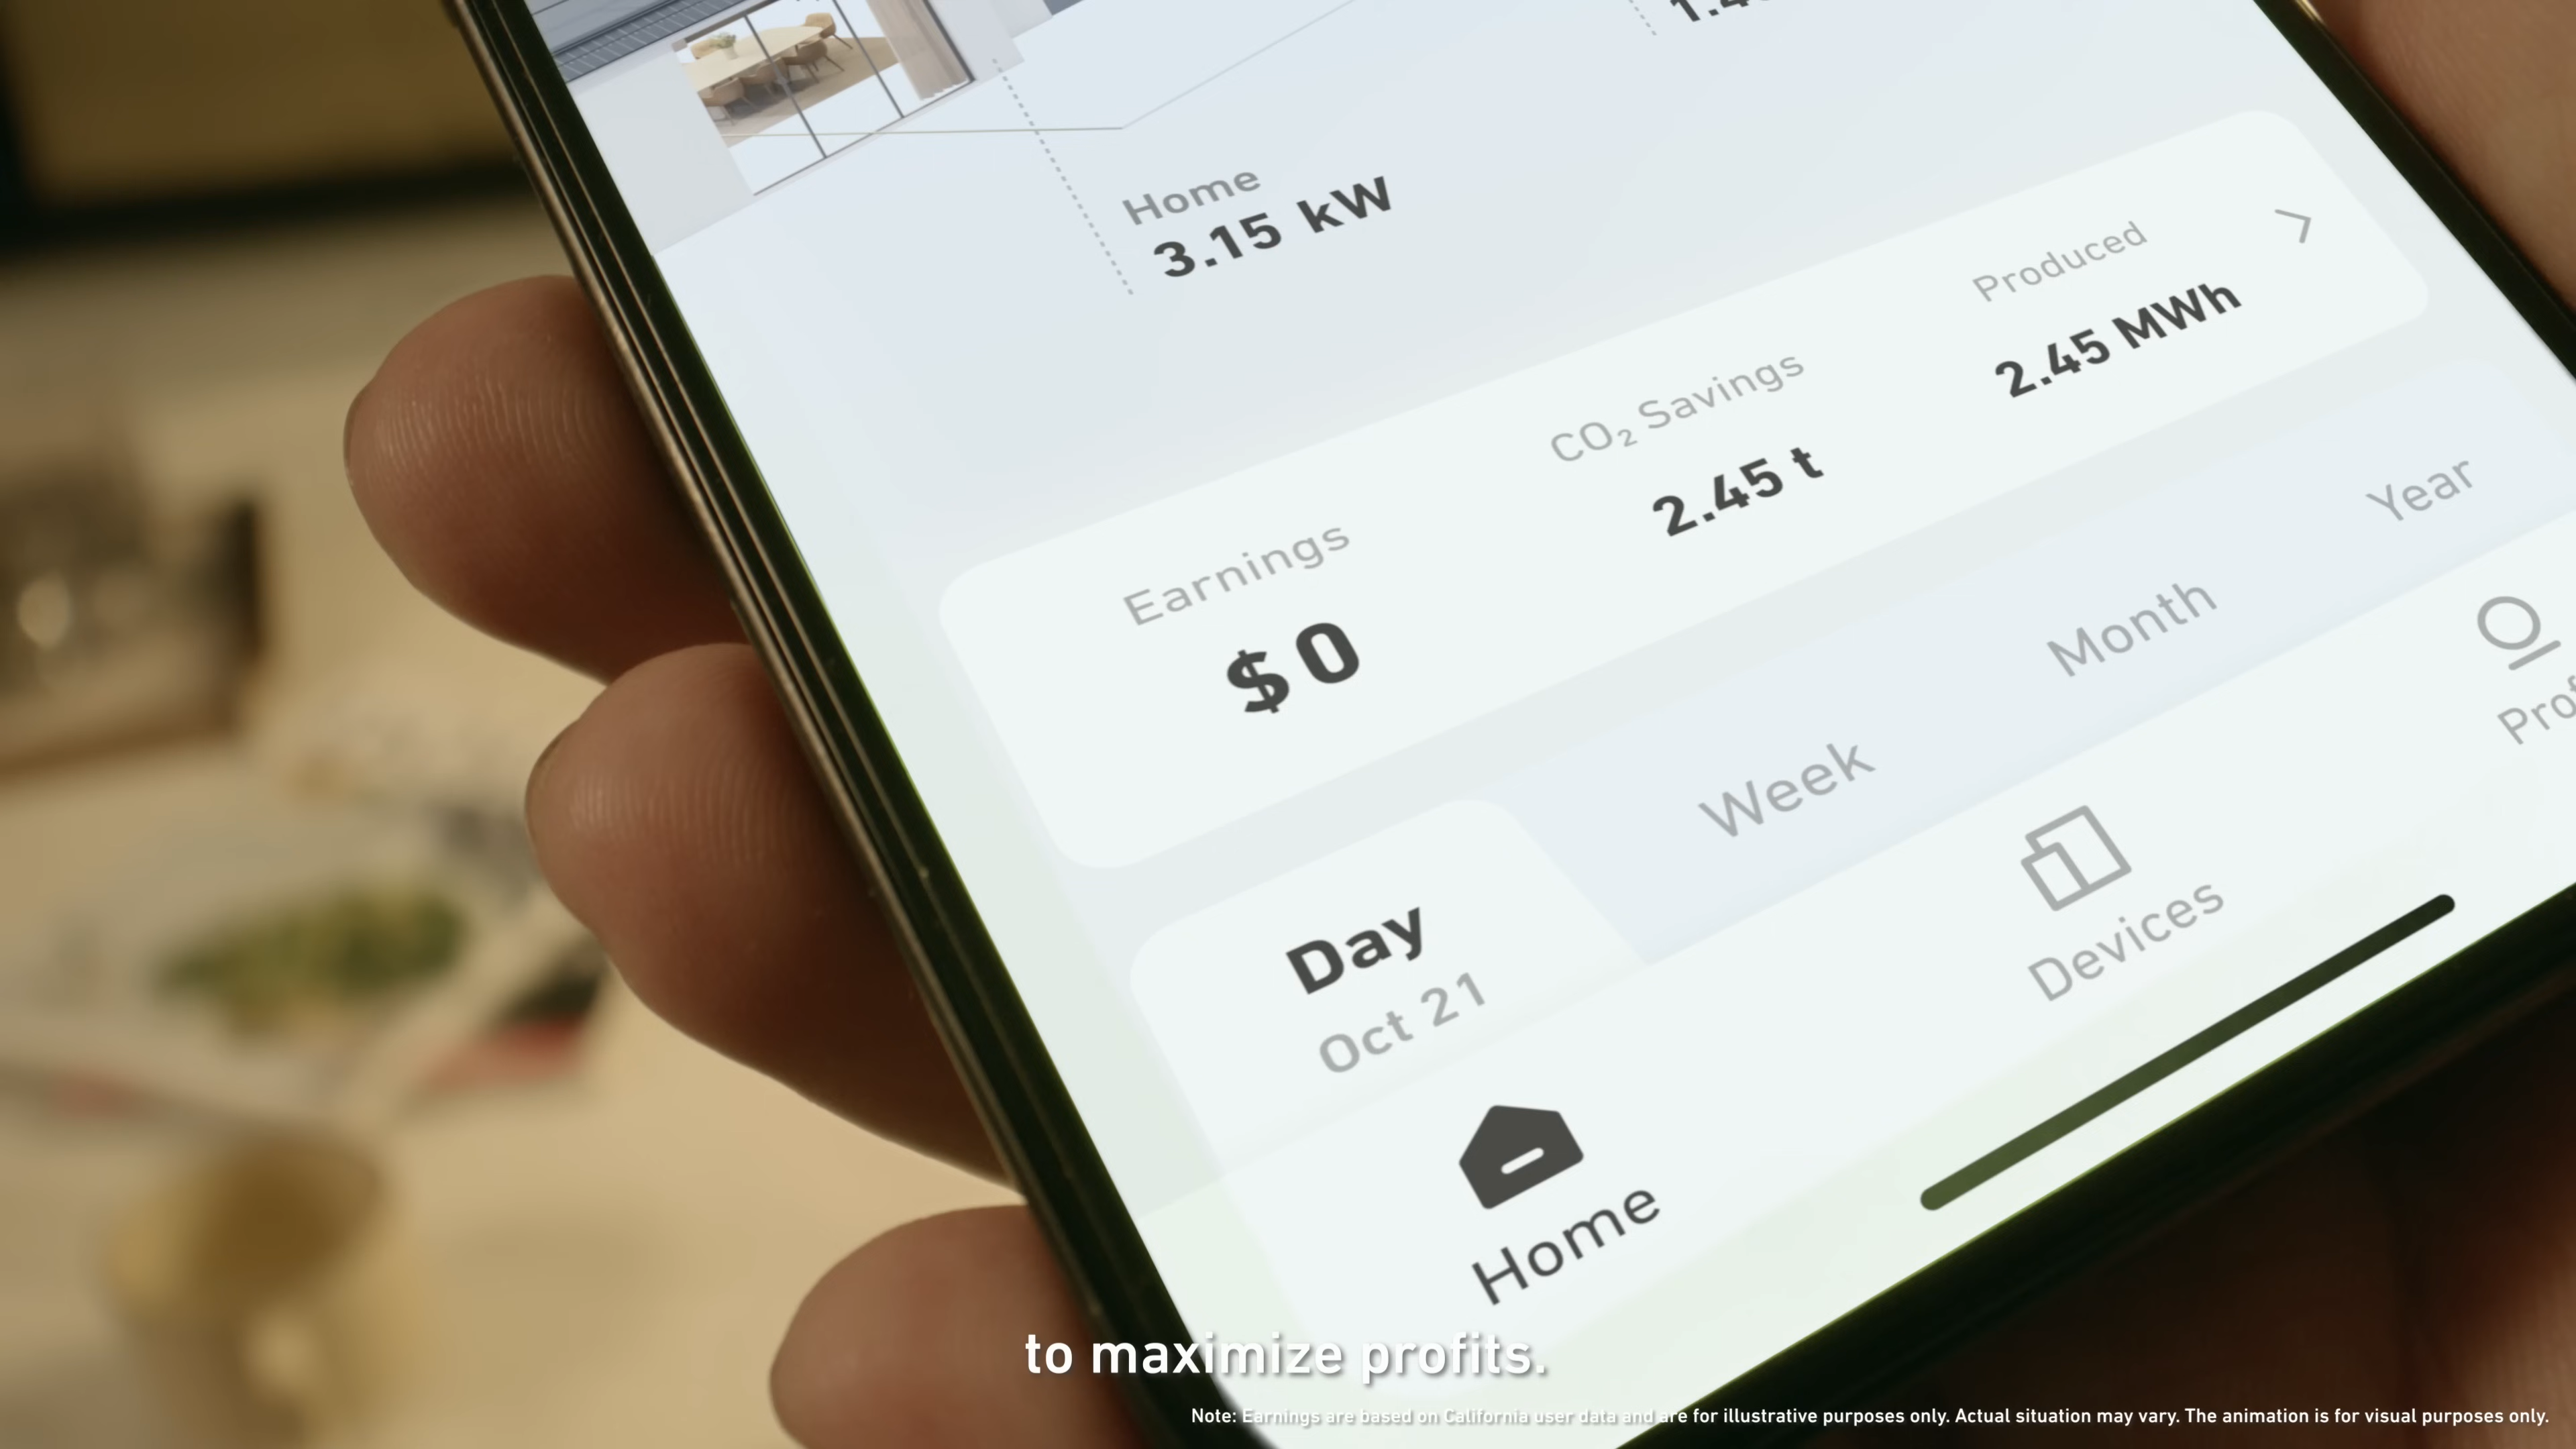 Home
3.15 kW
Earnings
$0
CO₂ Savings
2.45 t
Produced
2.45 MWh
Day
Oct 21
Week
Month
Year
Home
Devices
to maximize profits.
Note: Earnings are based on California user data and are for illustrative purposes only. Actual situation may vary. The animation is for visual purposes only.